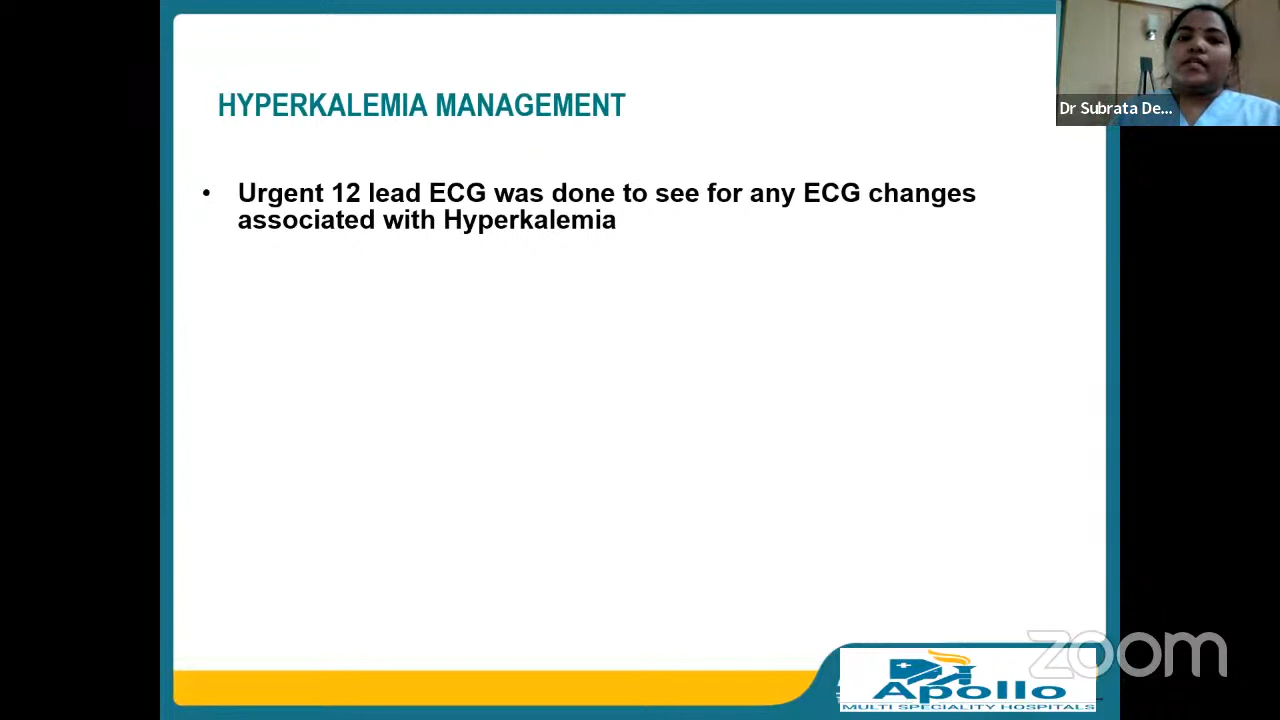 HYPERKALEMIA MANAGEMENT
• Urgent 12 lead ECG was done to see for any ECG changes
associated with Hyperkalemia
Dr Subrata De...
zoom
Apollo
MULTI SPECIALITY HOSPITALS